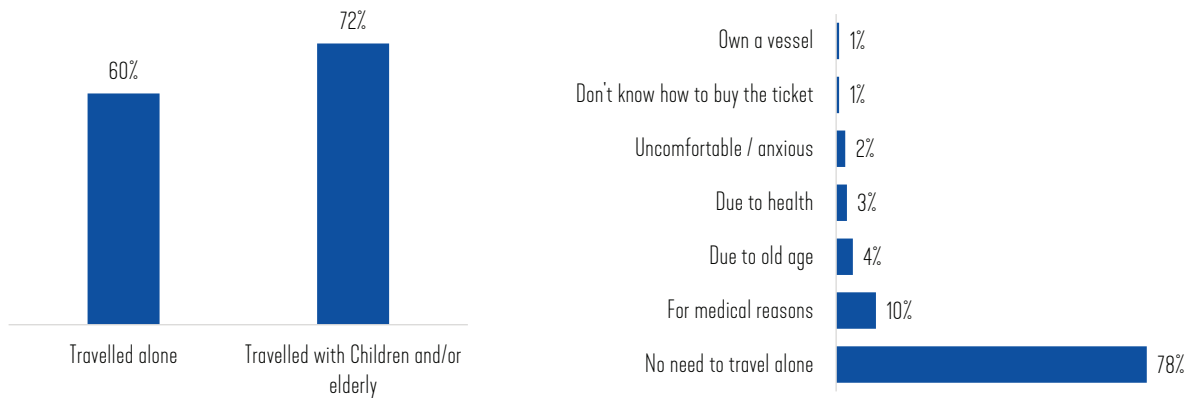 60%
72%
Travelled alone
Travelled with Children and/or
elderly
Own a vessel 1%
Don't know how to buy the ticket 1%
Uncomfortable / anxious 2%
Due to health 3%
Due to old age 4%
For medical reasons 10%
No need to travel alone 78%